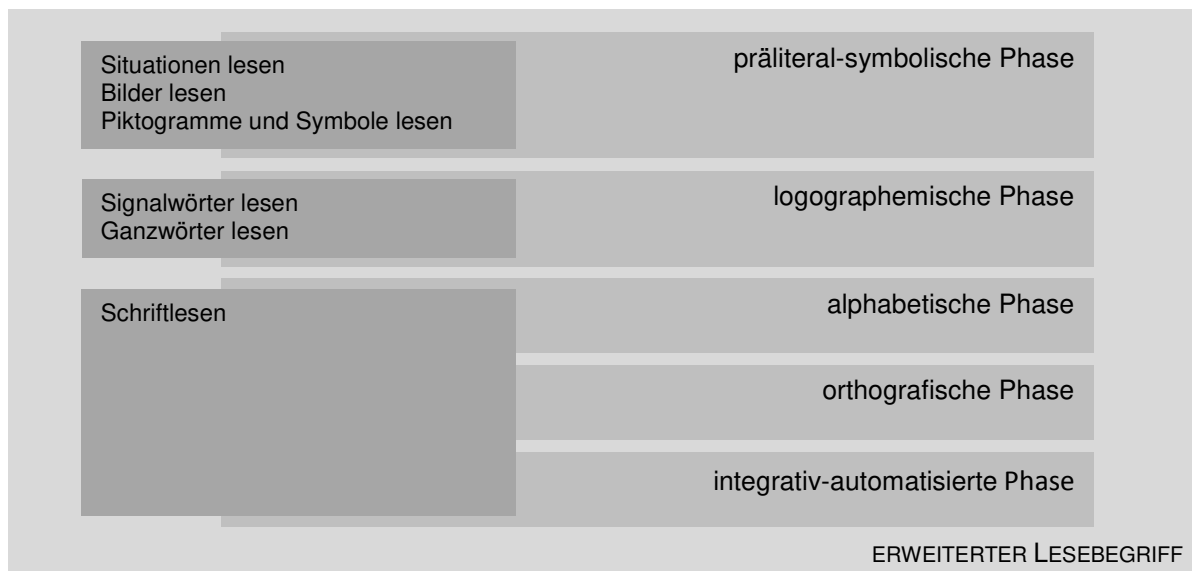 Situationen lesen
Bilder lesen
Piktogramme und Symbole lesen
präliteral-symbolische Phase
Signalwörter lesen
Ganzwörter lesen
logographemische Phase
Schriftlesen
alphabetische Phase
orthografische Phase
integrativ-automatisierte Phase
ERWEITERTER LESEBEGRIFF